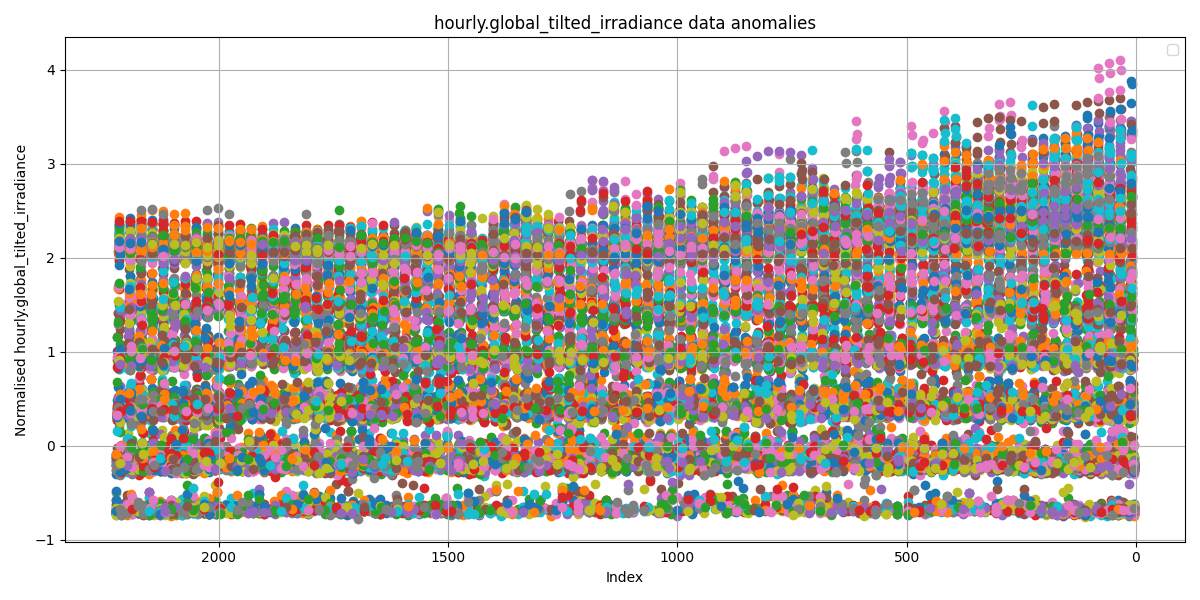 hourly.global_tilted_irradiance data anomalies
Normalised hourly.global_tilted_irradiance
4
3
2
1
0
−1
2000 1500 1000 500 0
Index